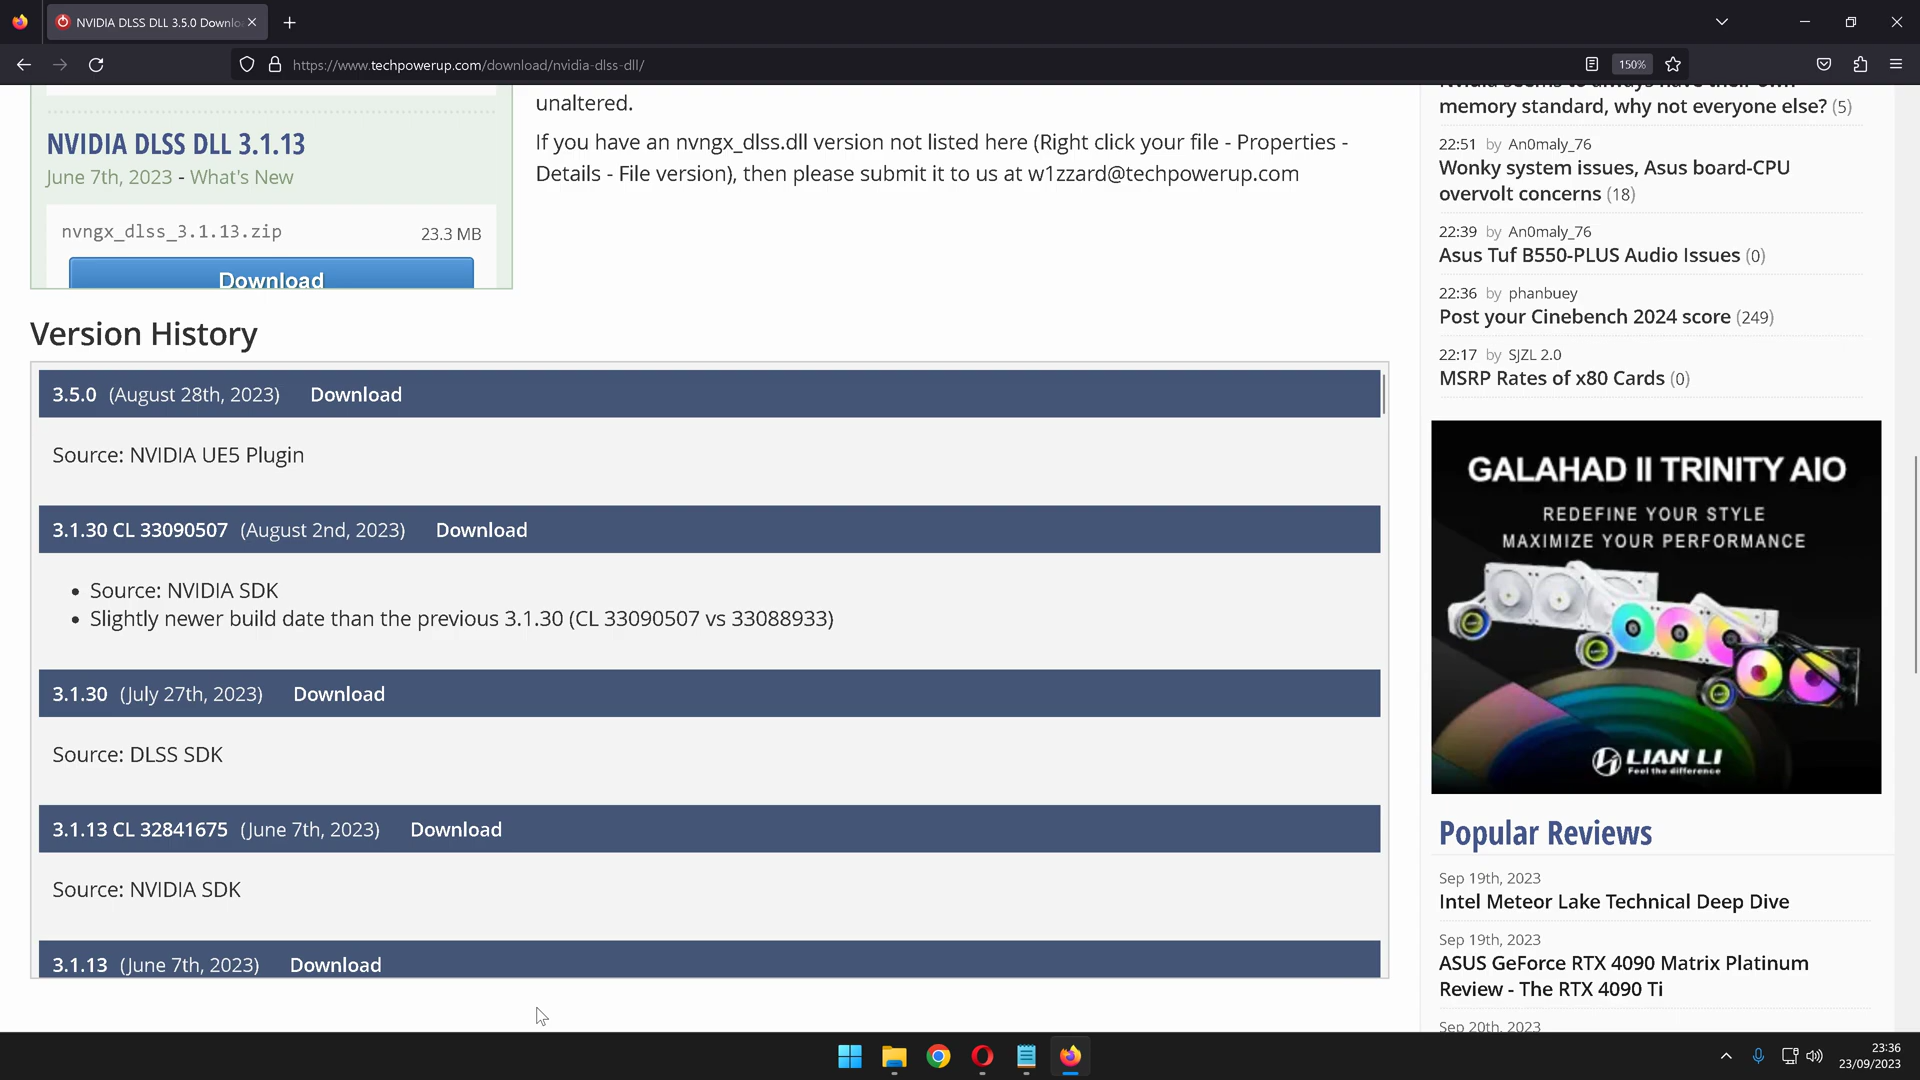 NVIDIA DLSS DLL 3.5.0 Downlo
https://www.techpowerup.com/download/nvidia-dlss-dll/
150%
NVIDIA DLSS DLL 3.1.13
June 7th, 2023 - What's New
nvngx_dlss_3.1.13.zip
23.3 MB
Download
unaltered.
If you have an nvngx_dlss.dll version not listed here (Right click your file - Properties -
Details - File version), then please submit it to us at w1zzard@techpowerup.com
Version History
3.5.0 (August 28th, 2023) Download
Source: NVIDIA UE5 Plugin
3.1.30 CL 33090507 (August 2nd, 2023) Download
• Source: NVIDIA SDK
• Slightly newer build date than the previous 3.1.30 (CL 33090507 vs 33088933)
3.1.30 (July 27th, 2023) Download
Source: DLSS SDK
3.1.13 CL 32841675 (June 7th, 2023) Download
Source: NVIDIA SDK
3.1.13 (June 7th, 2023) Download
Nvidia seems to always have their own
memory standard, why not everyone else? (5)
22:51 by An0maly_76
Wonky system issues, Asus board-CPU
overvolt concerns (18)
22:39 by An0maly_76
Asus Tuf B550-PLUS Audio Issues (0)
22:36 by phanbuey
Post your Cinebench 2024 score (249)
22:17 by SJZL 2.0
MSRP Rates of x80 Cards (0)
GALAHAD II TRINITY AIO
REDEFINE YOUR STYLE
MAXIMIZE YOUR PERFORMANCE
LIAN LI
Feel the difference
Popular Reviews
Sep 19th, 2023
Intel Meteor Lake Technical Deep Dive
Sep 19th, 2023
ASUS GeForce RTX 4090 Matrix Platinum
Review - The RTX 4090 Ti
Sep 20th, 2023
23:36
23/09/2023